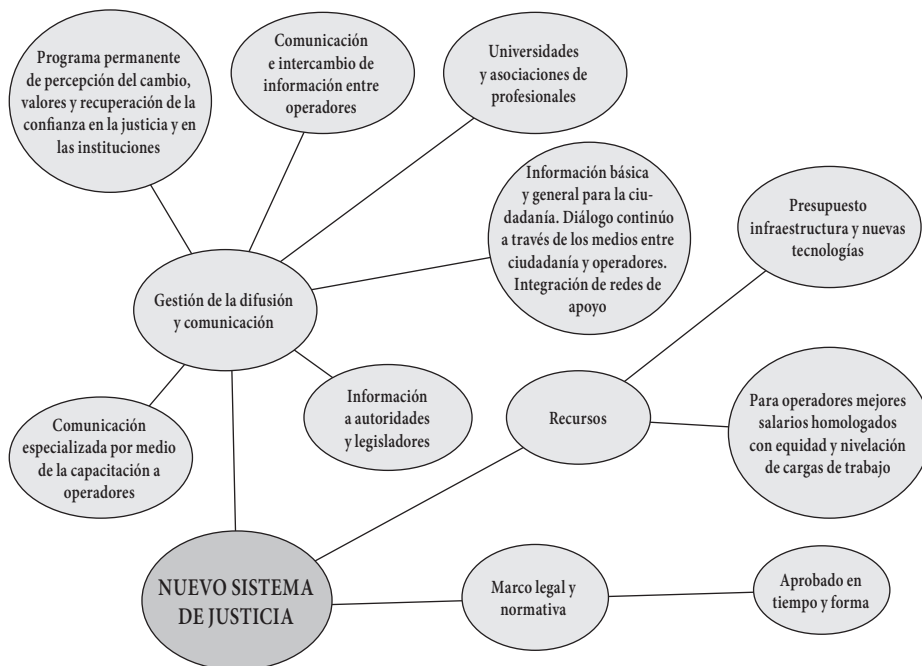 Programa permanente
de percepción del cambio,
valores y recuperación de la
confianza en la justicia y en
las instituciones
Comunicación
e intercambio de
información entre
operadores
Universidades
y asociaciones de
profesionales
Información básica
y general para la ciu-
dadanía. Diálogo continúo
a través de los medios entre
ciudadanía y operadores.
Integración de redes de
apoyo
Presupuesto
infraestructura y nuevas
tecnologías
Gestión de la difusión
y comunicación
Comunicación
especializada por medio
de la capacitación a
operadores
Información
a autoridades
y legisladores
Recursos
Para operadores mejores
salarios homologados
con equidad y nivelación
de cargas de trabajo
NUEVO SISTEMA
DE JUSTICIA
Marco legal y
normativa
Aprobado en
tiempo y forma